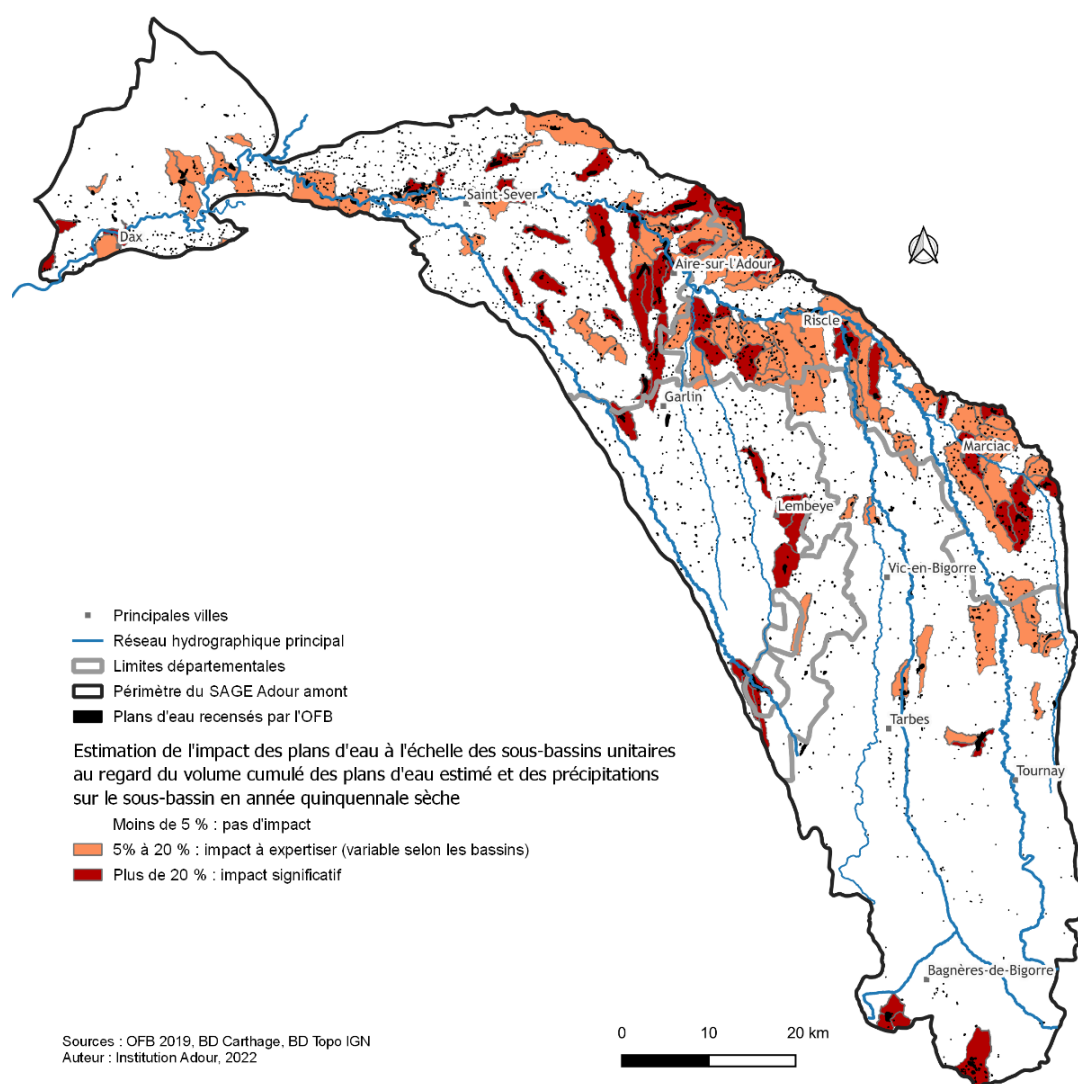 Saint-Sever
Dax
Aire-sur-l'Adour
Riscle
Garlin
Marciac
Lembeye
Vic-en-Bigorre
Tarbes
Tournay
Bagnères-de-Bigorre
Principales villes
Réseau hydrographique principal
Limites départementales
Périmètre du SAGE Adour amont
Plans d'eau recensés par l'OFB
Estimation de l'impact des plans d'eau à l'échelle des sous-bassins unitaires
au regard du volume cumulé des plans d'eau estimé et des précipitations
sur le sous-bassin en année quinquennale sèche
Moins de 5 % : pas d'impact
5% à 20 % : impact à expertiser (variable selon les bassins)
Plus de 20 % : impact significatif
Sources : OFB 2019, BD Carthage, BD Topo IGN
Auteur : Institution Adour, 2022
0 10 20 km